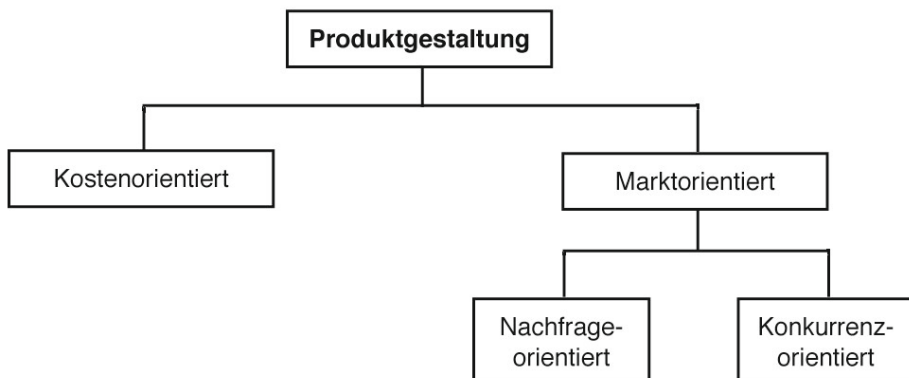 Produktgestaltung
Kostenorientiert
Marktorientiert
Nachfrage-
orientiert
Konkurrenz-
orientiert